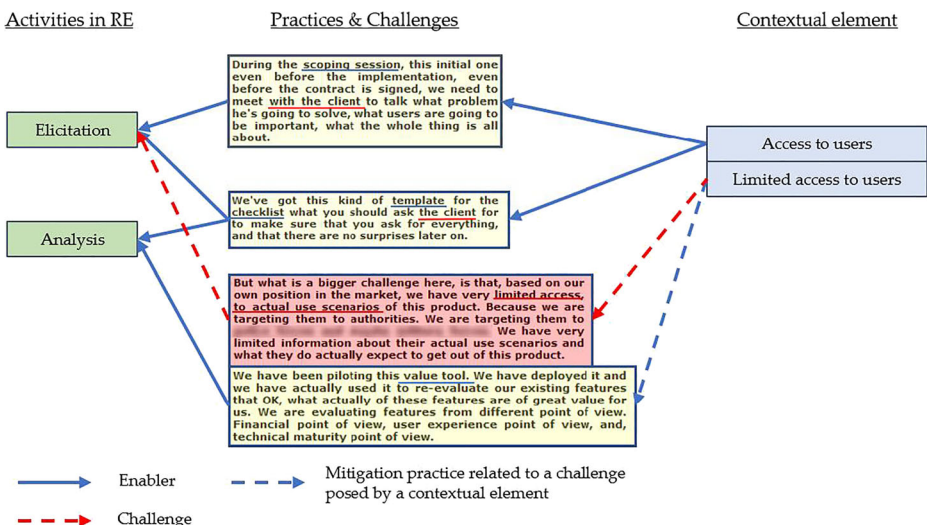 Activities in RE
Practices & Challenges
Contextual element
During the scoping session, this initial one
even before the implementation, even
before the contract is signed, we need to
meet with the client to talk what problem
he's going to solve, what users are going to
be important, what the whole thing is all
about.
Elicitation
Access to users
Limited access to users
We've got this kind of template for the
checklist what you should ask the client for
to make sure that you ask for everything,
and that there are no surprises later on.
Analysis
But what is a bigger challenge here, is that, based on our
own position in the market, we have very limited access,
to actual use scenarios of this product. Because we are
targeting them to authorities. We are targeting them to
We have very
limited information about their actual use scenarios and
what they do actually expect to get out of this product.
We have been piloting this value tool. We have deployed it and
we have actually used it to re-evaluate our existing features
that OK, what actually of these features are of great value for
us. We are evaluating features from different point of view.
Financial point of view, user experience point of view, and,
technical maturity point of view.
Enabler
Mitigation practice related to a challenge
posed by a contextual element
Challenge